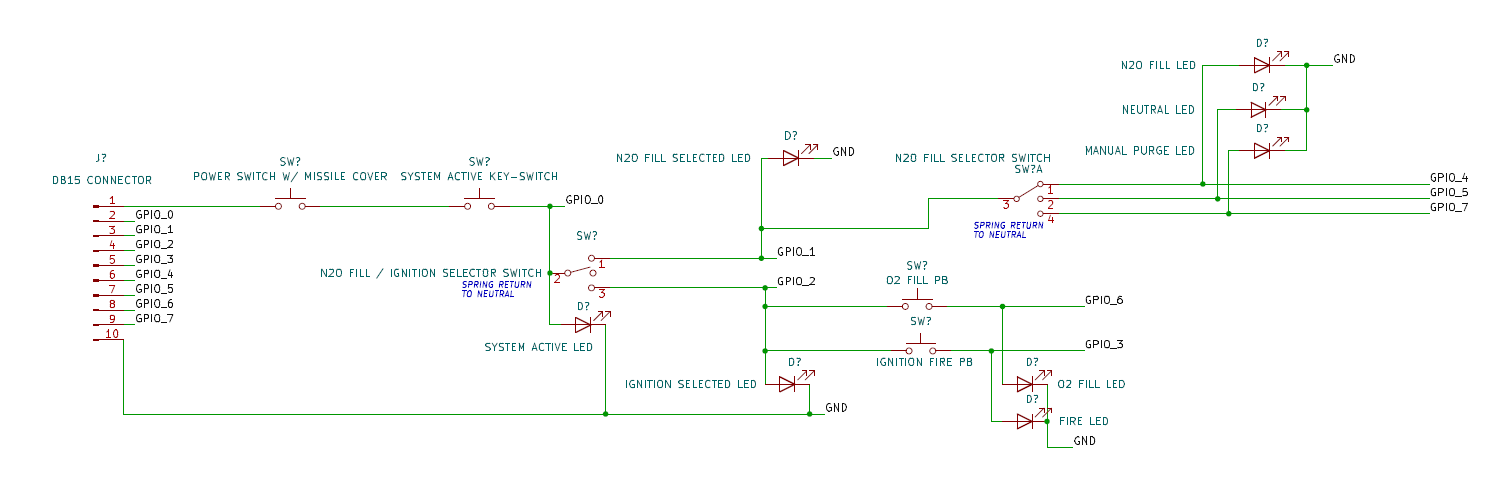 D?
GND
N2O FILL LED
D?
NEUTRAL LED
D?
MANUAL PURGE LED
D?
N2O FILL SELECTED LED
GND
N2O FILL SELECTOR SWITCH
SW?A
1
2
3
4
SPRING RETURN
TO NEUTRAL
GPIO_4
GPIO_5
GPIO_7
J?
DB15 CONNECTOR
SW?
POWER SWITCH W/ MISSILE COVER
SW?
SYSTEM ACTIVE KEY-SWITCH
GPIO_0
1
2 GPIO_0
3 GPIO_1
4 GPIO_2
5 GPIO_3
6 GPIO_4
7 GPIO_5
8 GPIO_6
9 GPIO_7
10
SW?
N2O FILL / IGNITION SELECTOR SWITCH
SPRING RETURN
TO NEUTRAL
1
2
3
GPIO_1
GPIO_2
D?
SYSTEM ACTIVE LED
SW?
O2 FILL PB
GPIO_6
SW?
IGNITION FIRE PB
GPIO_3
D?
IGNITION SELECTED LED
GND
D?
O2 FILL LED
D?
FIRE LED
GND